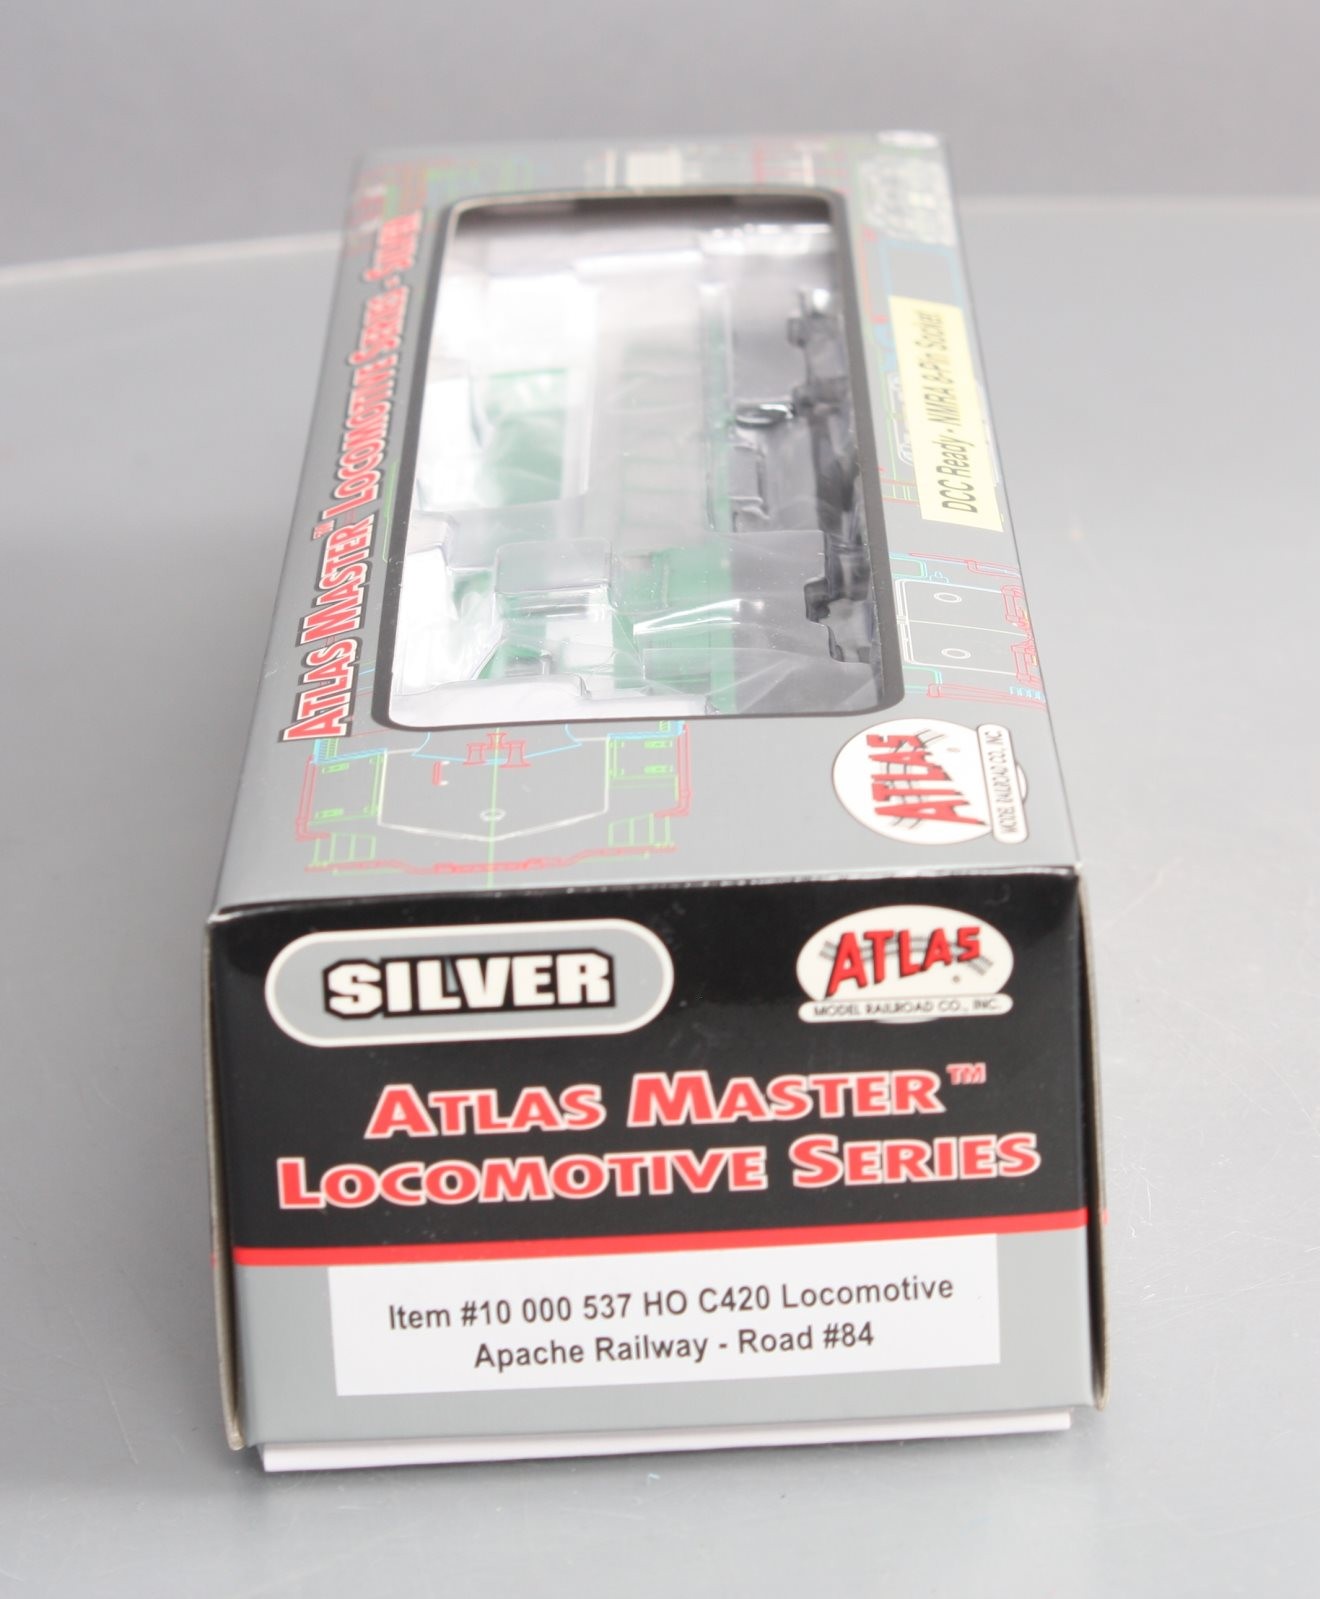 ATLAS MASTER™ LOCOMOTIVE SERIES - SILVER
DCC Ready - NMRA 8-Pin Socket
ATLAS
MODEL RAILROAD CO., INC.
SILVER
ATLAS
MODEL RAILROAD CO., INC.
ATLAS MASTER™
LOCOMOTIVE SERIES
Item #10 000 537 HO C420 Locomotive
Apache Railway - Road #84